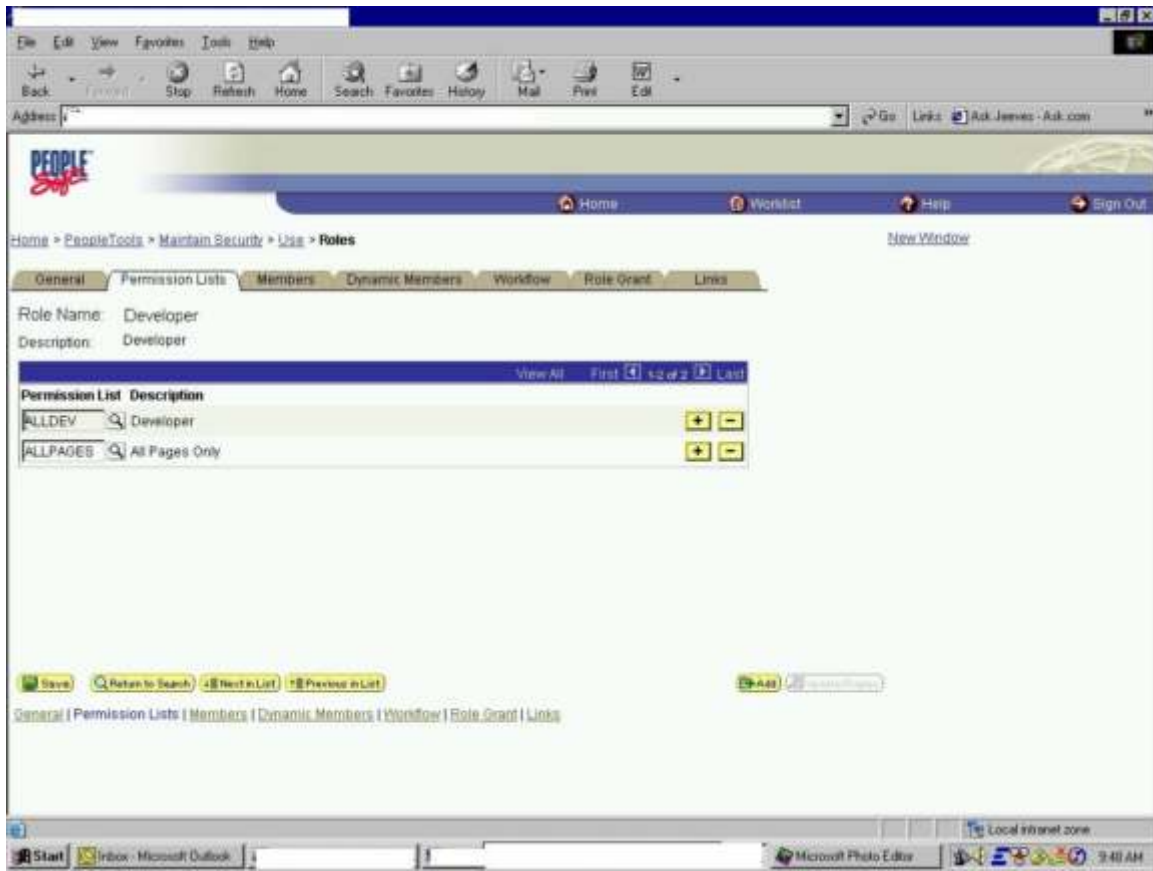 File Edit View Favorites Tools Help
Back Forward Stop Refresh Home Search Favorites History Mail Print Edit
Address Go Links Ask Jeeves - Ask.com
PEOPLE
Soft
Home Worklist Help Sign Out
Home > PeopleTools > Maintain Security > Use > Roles New Window
General Permission Lists Members Dynamic Members Workflow Role Grant Links
Role Name: Developer
Description: Developer
View All First 1-2 of 2 Last
Permission List Description
ALLDEV Developer + -
ALLPAGES All Pages Only + -
Save Return to Search Next in List Previous in List Add
General | Permission Lists | Members | Dynamic Members | Workflow | Role Grant | Links
Local intranet zone
Start Inbox - Microsoft Outlook Microsoft Photo Editor 9:40 AM